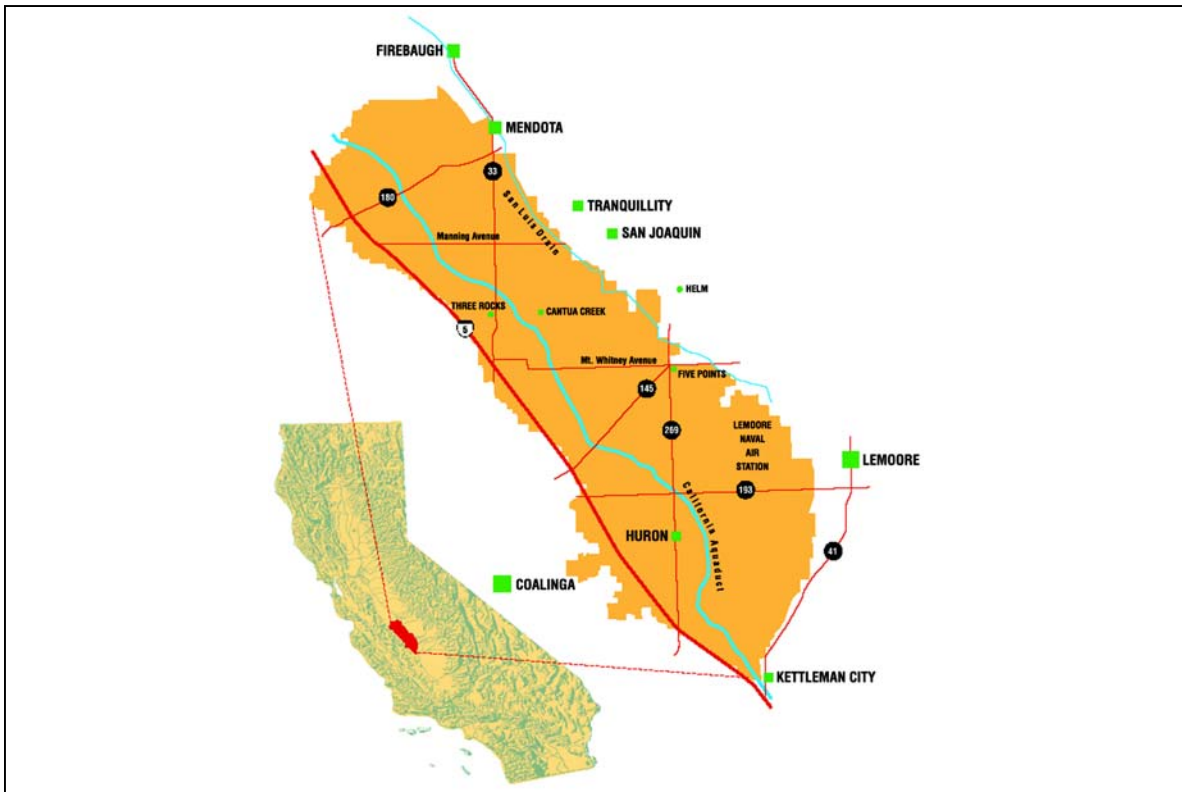 FIREBAUGH
MENDOTA
33
180
San Luis Drain
TRANQUILLITY
SAN JOAQUIN
Manning Avenue
HELM
THREE ROCKS
CANTUA CREEK
5
Mt. Whitney Avenue
FIVE POINTS
145
269
LEMOORE
NAVAL
AIR
STATION
LEMOORE
193
California Aquaduct
HURON
41
COALINGA
KETTLEMAN CITY